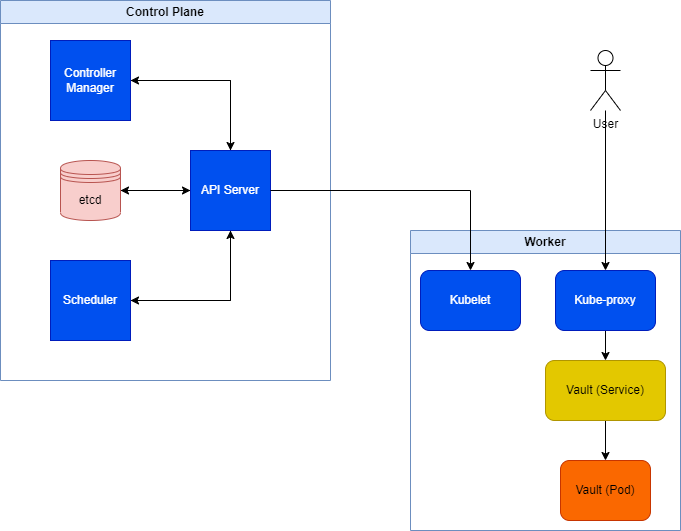 Control Plane
Controller
Manager
etcd
API Server
Scheduler
User
Worker
Kubelet
Kube-proxy
Vault (Service)
Vault (Pod)